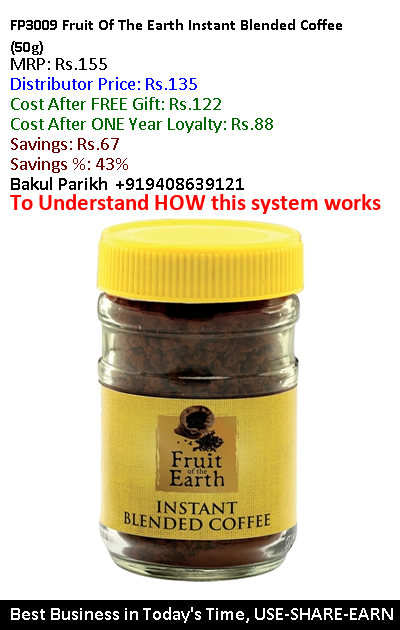 FP3009 Fruit Of The Earth Instant Blended Coffee
(50g)
MRP: Rs.155
Distributor Price: Rs.135
Cost After FREE Gift: Rs.122
Cost After ONE Year Loyalty: Rs.88
Savings: Rs.67
Savings %: 43%
Bakul Parikh +919408639121
To Understand HOW this system works
Fruit
of the
Earth
INSTANT
BLENDED COFFEE
Best Business in Today's Time, USE-SHARE-EARN